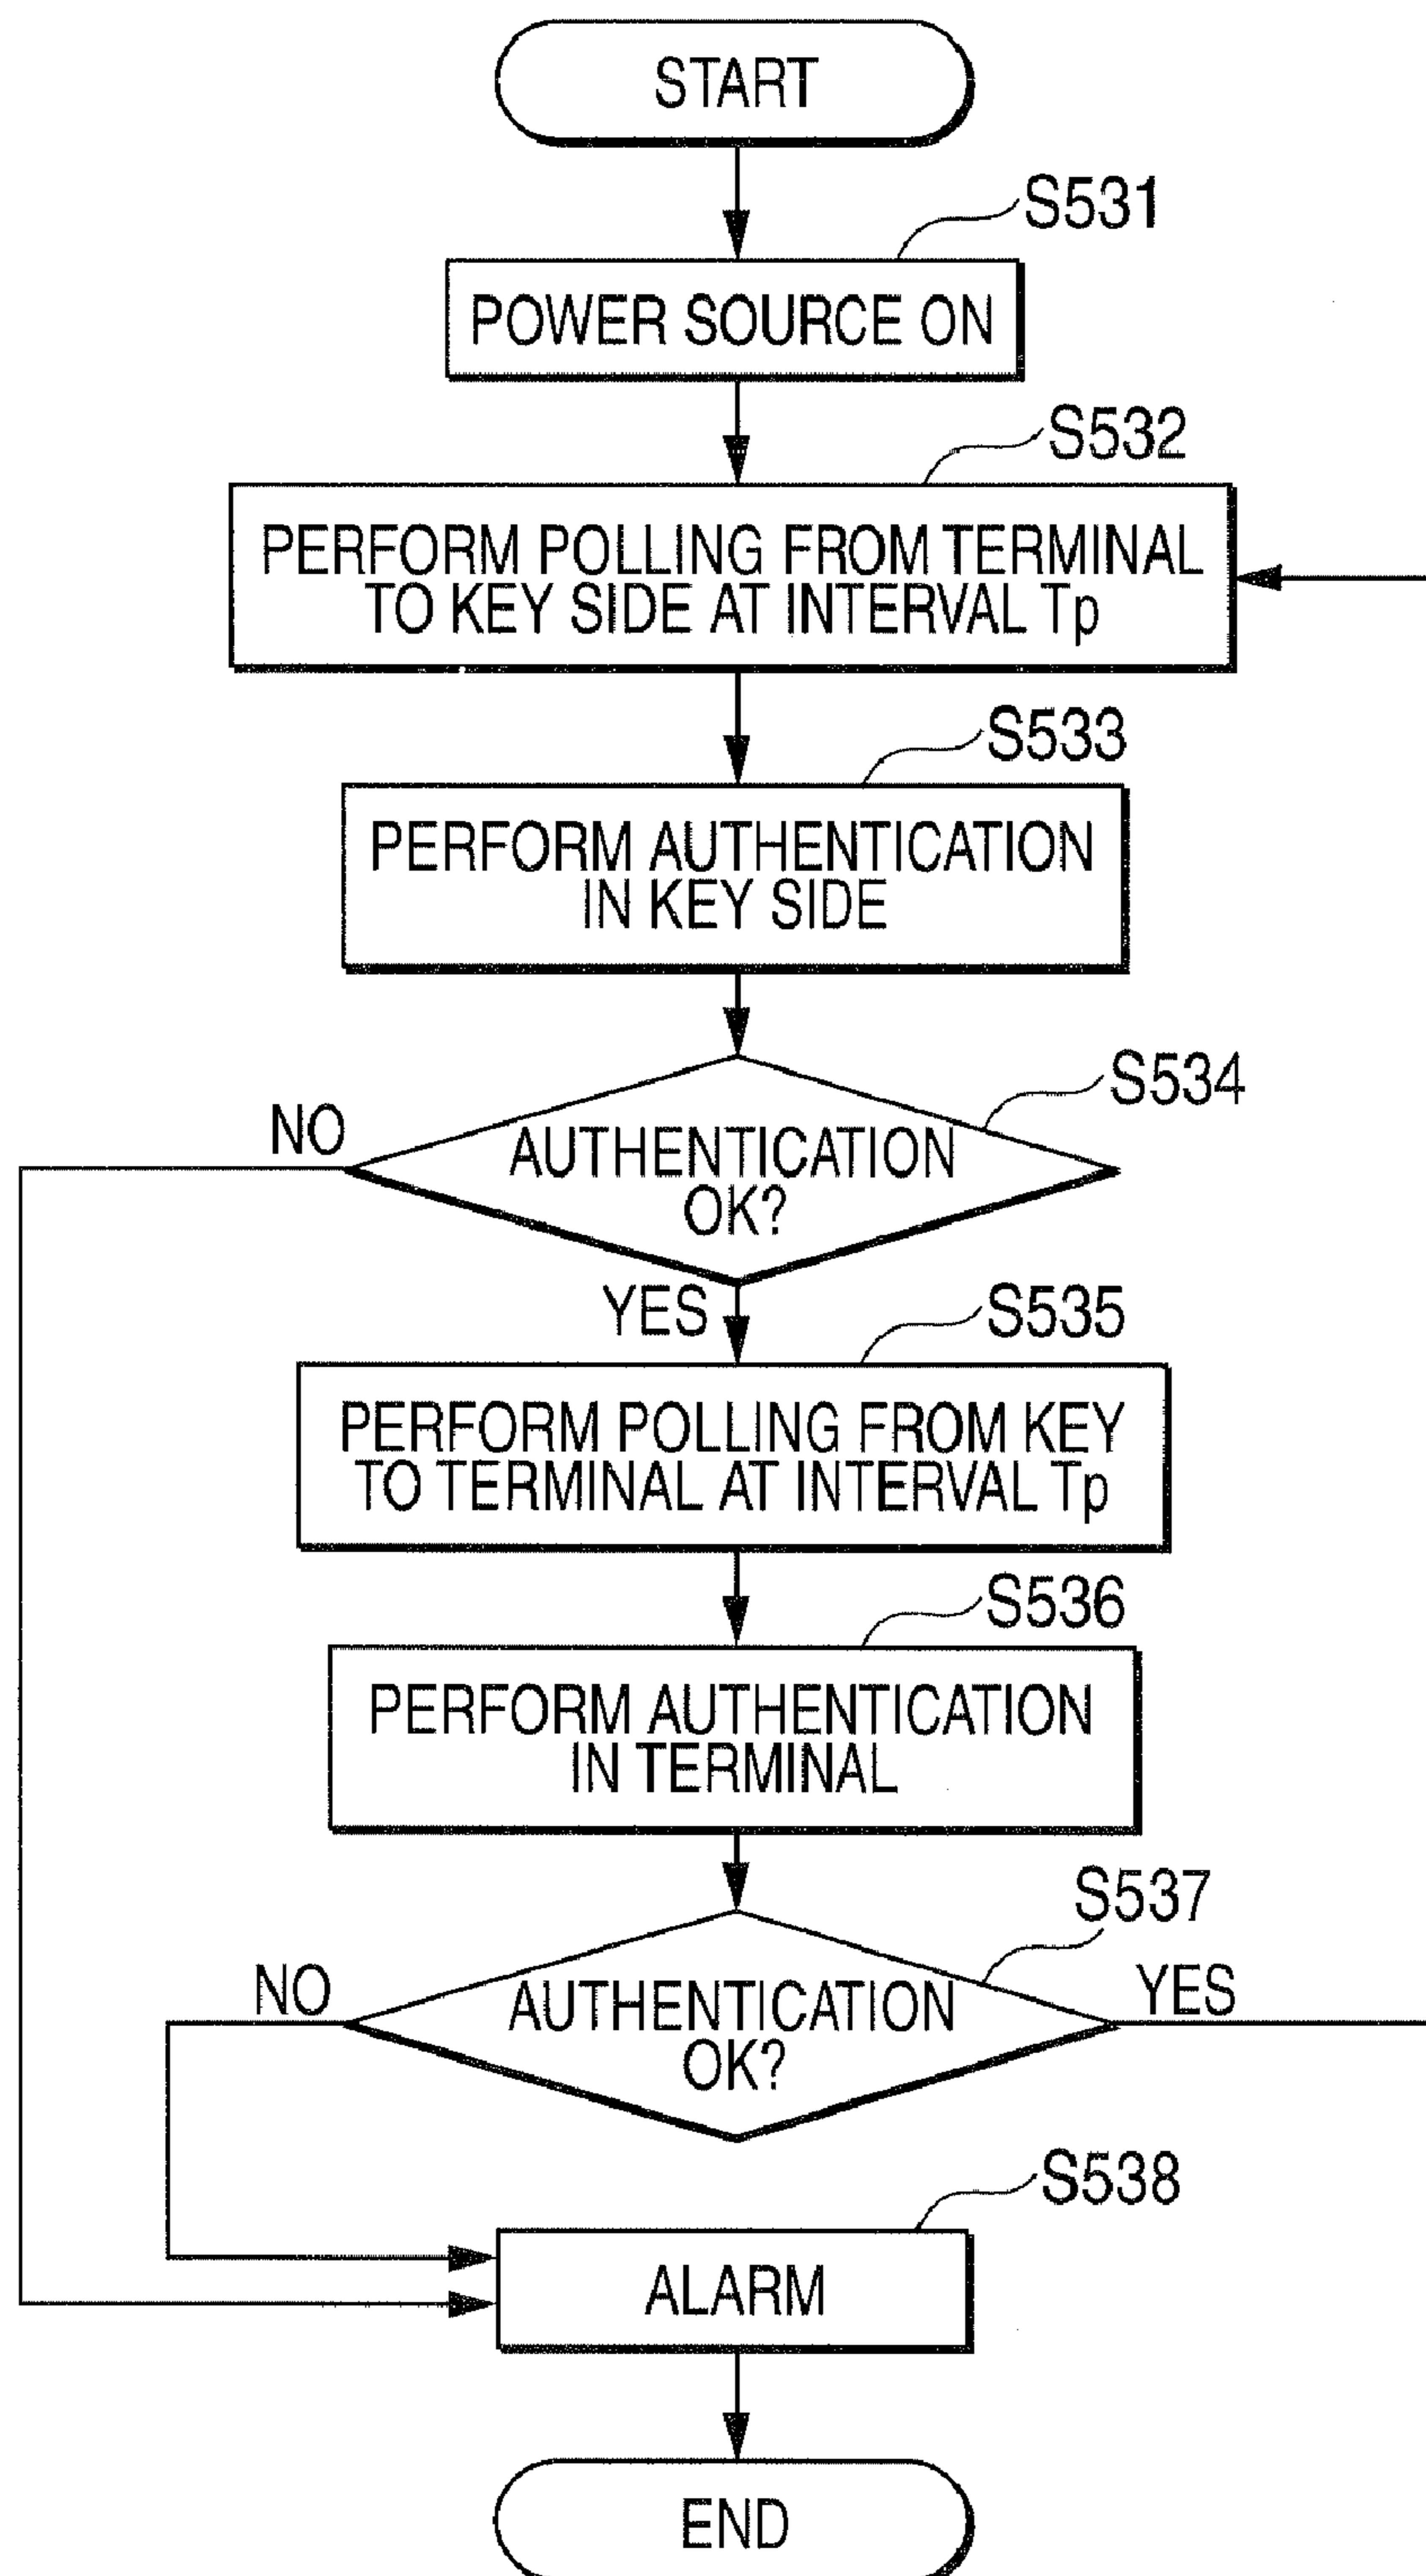 START
S531
POWER SOURCE ON
S532
PERFORM POLLING FROM TERMINAL
TO KEY SIDE AT INTERVAL Tp
S533
PERFORM AUTHENTICATION
IN KEY SIDE
S534
NO
AUTHENTICATION
OK?
YES
S535
PERFORM POLLING FROM KEY
TO TERMINAL AT INTERVAL Tp
S536
PERFORM AUTHENTICATION
IN TERMINAL
S537
NO
AUTHENTICATION
OK?
YES
S538
ALARM
END